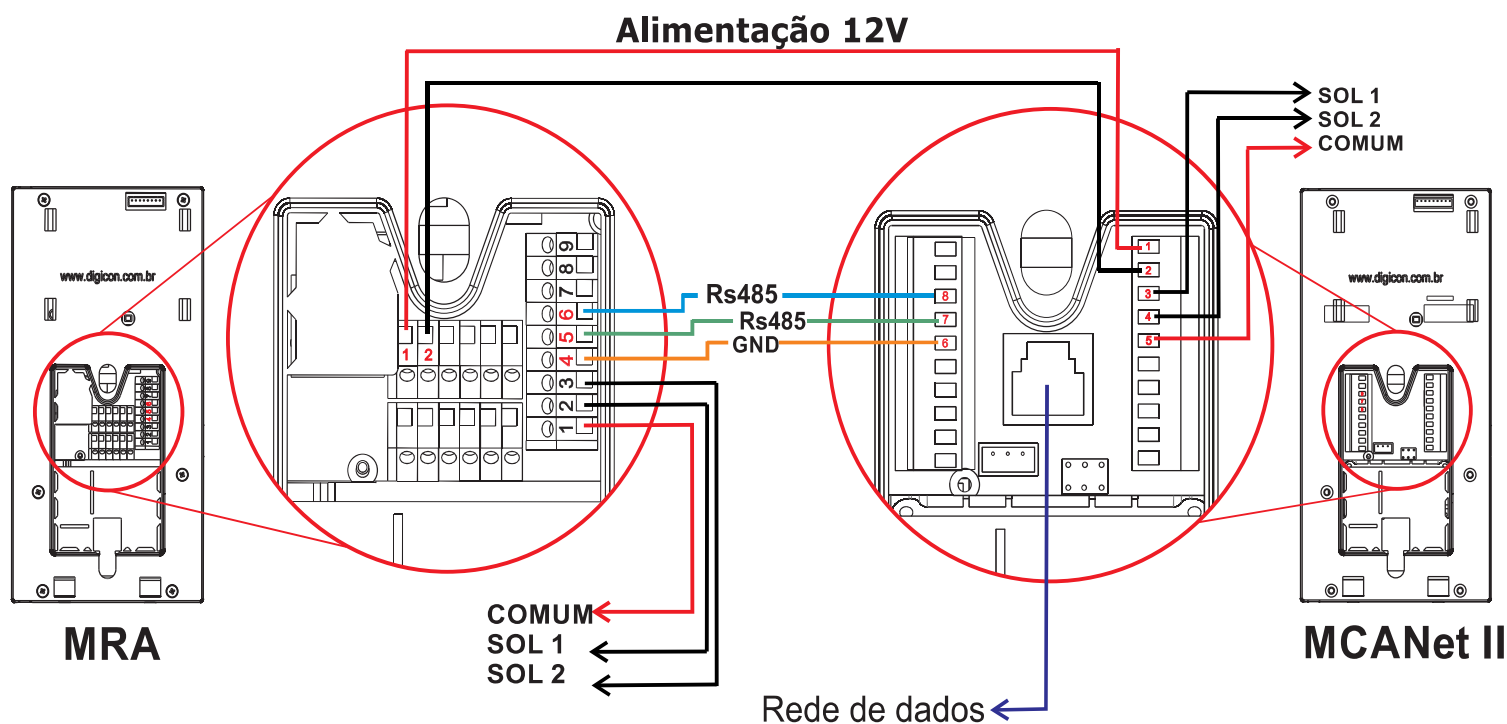 Alimentação 12V
SOL 1
SOL 2
COMUM
www.digicon.com.br
9
8
7
6
5
4
3
2
1
1 2
Rs485
Rs485
GND
8
7
6
1
2
3
4
5
www.digicon.com.br
COMUM
SOL 1
SOL 2
MRA
MCANet II
Rede de dados